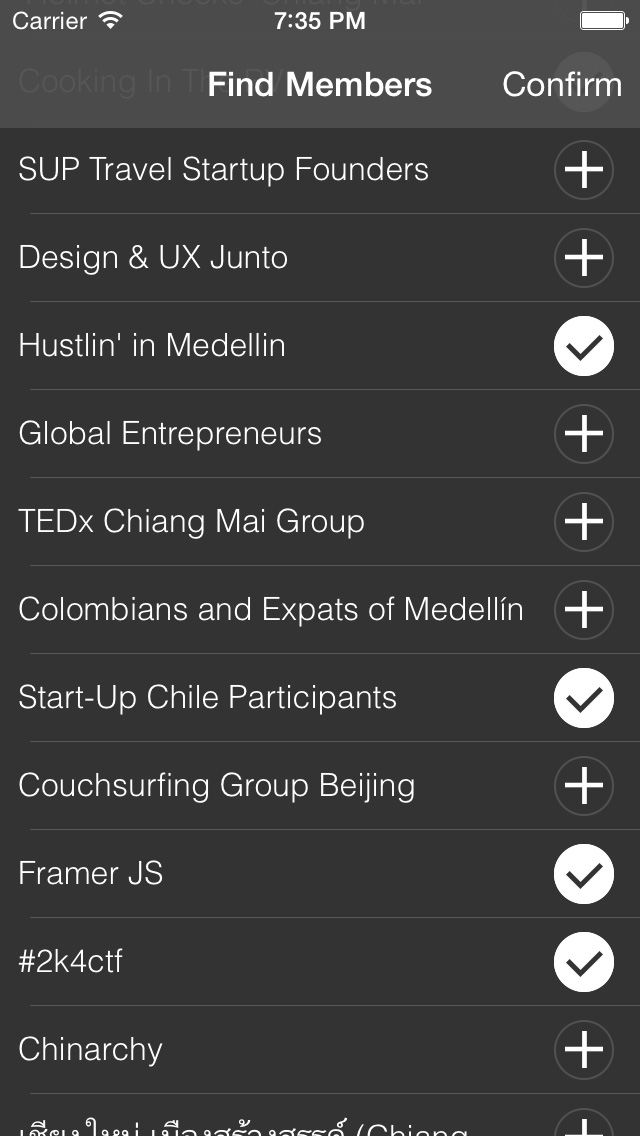 Carrier 7:35 PM
Cooking In Th
Find Members Confirm
SUP Travel Startup Founders
Design & UX Junto
Hustlin' in Medellin
Global Entrepreneurs
TEDx Chiang Mai Group
Colombians and Expats of Medellín
Start-Up Chile Participants
Couchsurfing Group Beijing
Framer JS
#2k4ctf
Chinarchy
เชียงใหม่ เมืองสร้างสรรค์ (Chiang